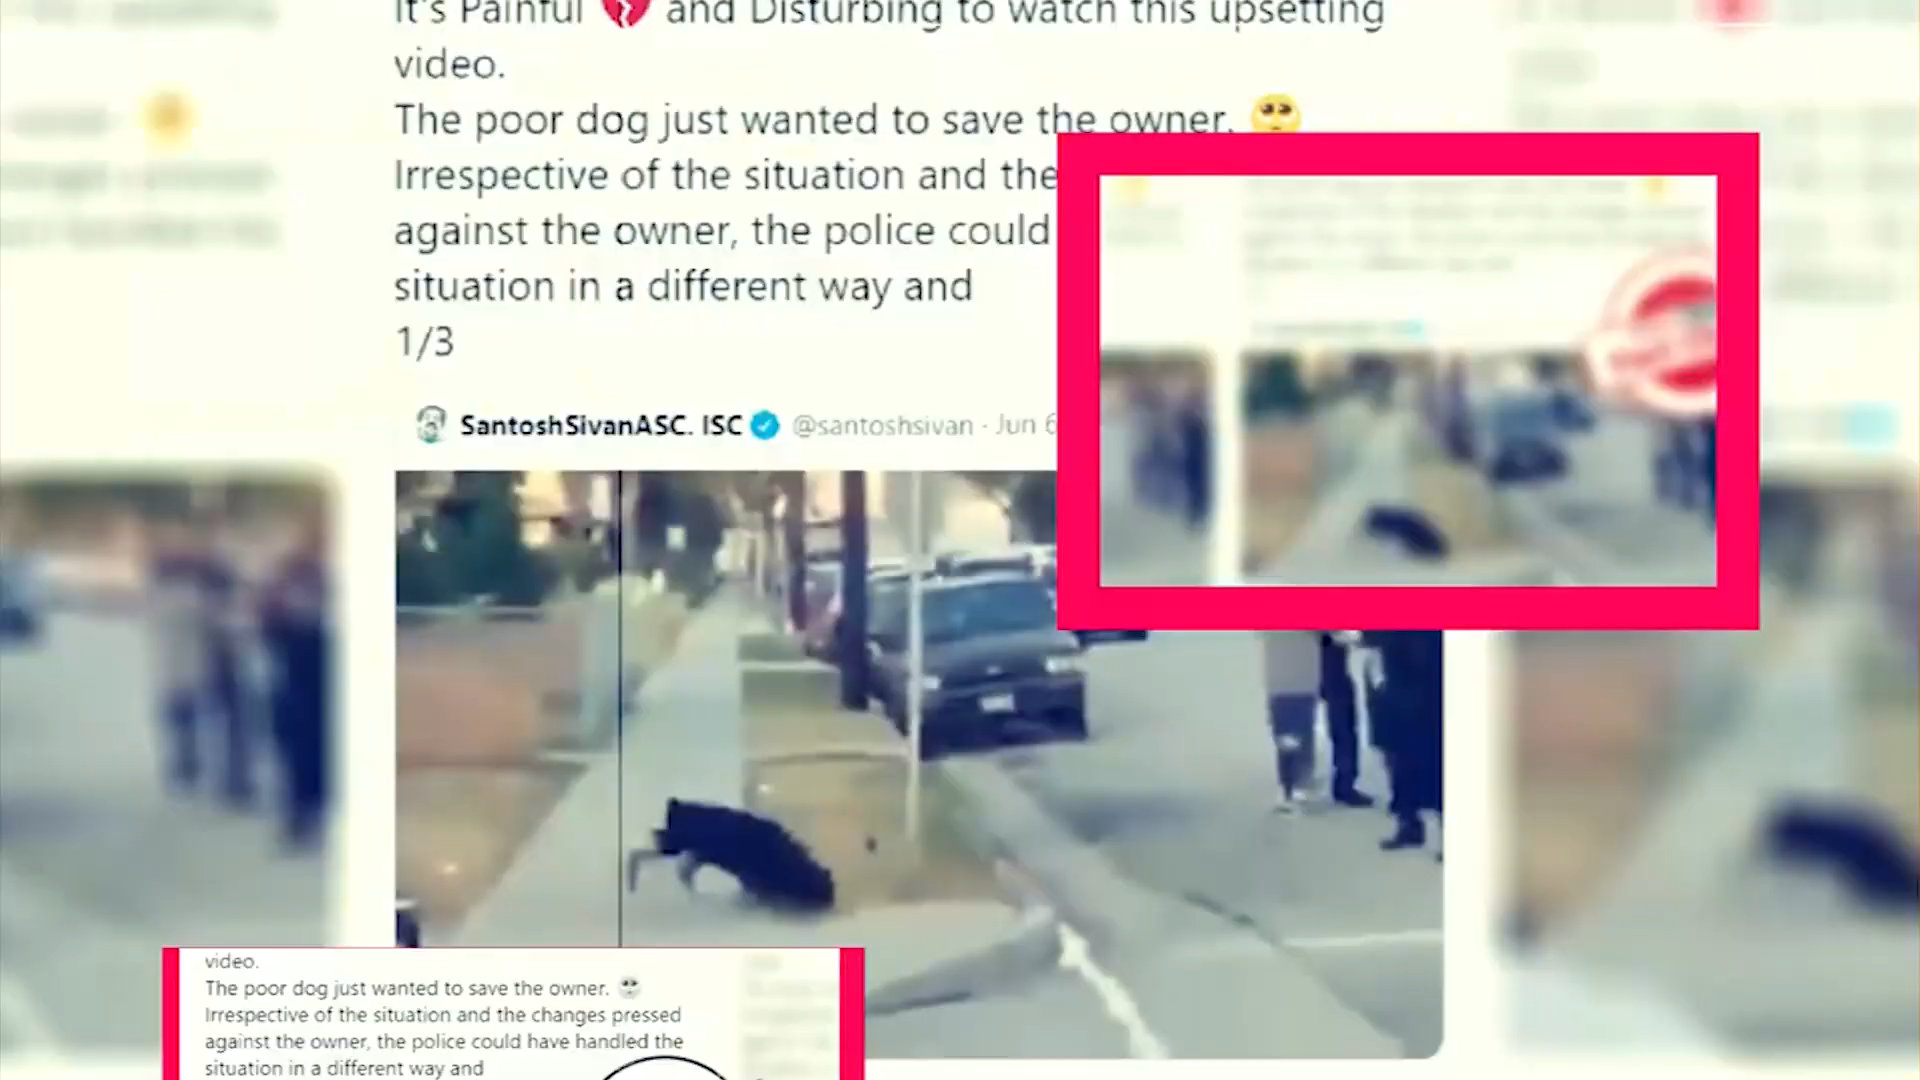 It's Painful 💔 and Disturbing to watch this upsetting
video.
The poor dog just wanted to save the owner. 🥺
Irrespective of the situation and the
against the owner, the police could
situation in a different way and
1/3
SantoshSivanASC. ISC @santoshsivan · Jun 6
video.
The poor dog just wanted to save the owner. 🥺
Irrespective of the situation and the changes pressed
against the owner, the police could have handled the
situation in a different way and